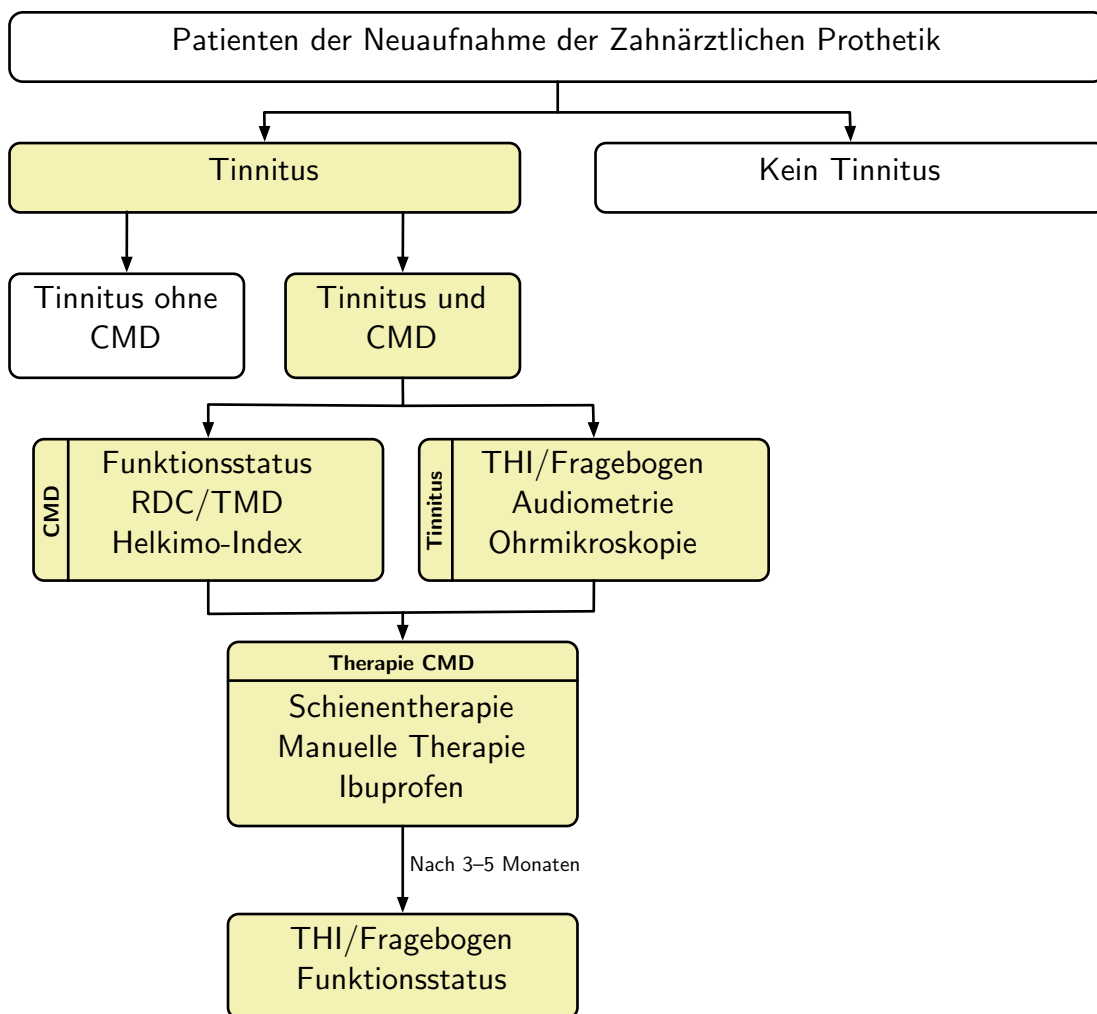 Patienten der Neuaufnahme der Zahnärztlichen Prothetik
Tinnitus
Kein Tinnitus
Tinnitus ohne
CMD
Tinnitus und
CMD
CMD
Funktionsstatus
RDC/TMD
Helkimo-Index
Tinnitus
THI/Fragebogen
Audiometrie
Ohrmikroskopie
Therapie CMD
Schienentherapie
Manuelle Therapie
Ibuprofen
Nach 3–5 Monaten
THI/Fragebogen
Funktionsstatus